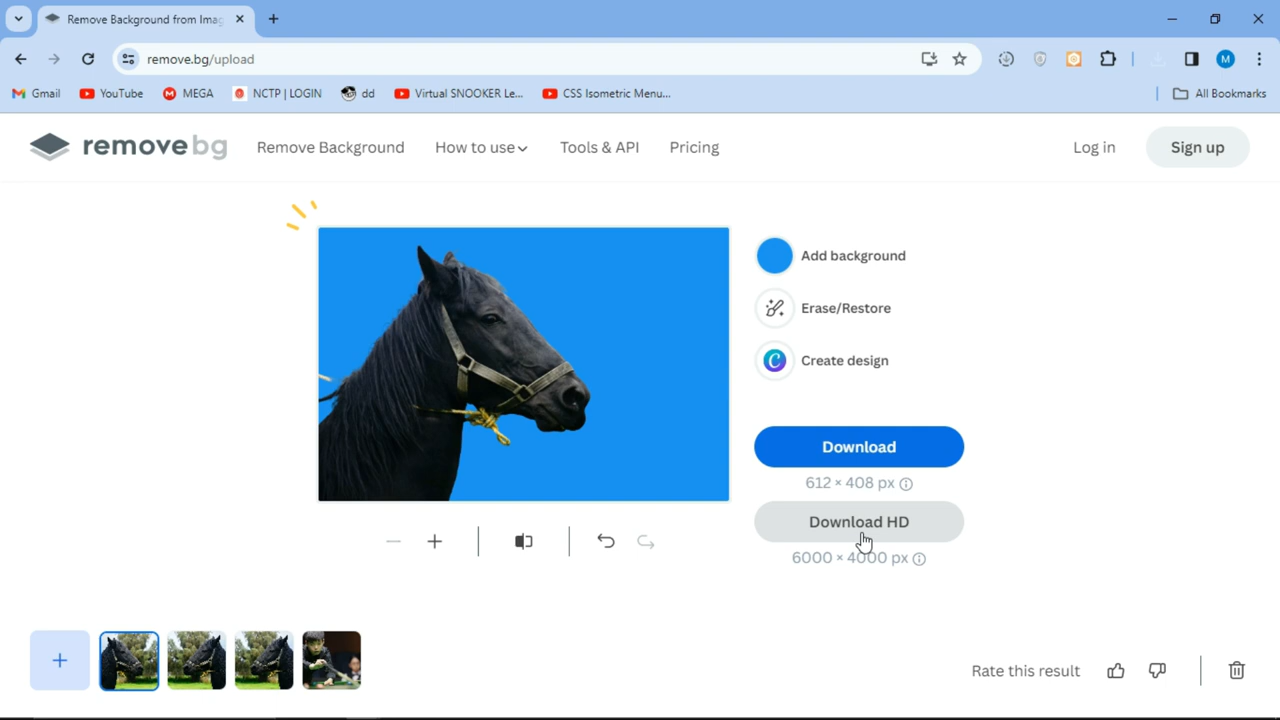 Remove Background from Imag
remove.bg/upload
M
Gmail
YouTube
MEGA
NCTP | LOGIN
dd
Virtual SNOOKER Le...
CSS Isometric Menu...
All Bookmarks
removebg
Remove Background
How to use
Tools & API
Pricing
Log in
Sign up
Add background
Erase/Restore
Create design
Download
612 × 408 px
Download HD
6000 × 4000 px
Rate this result